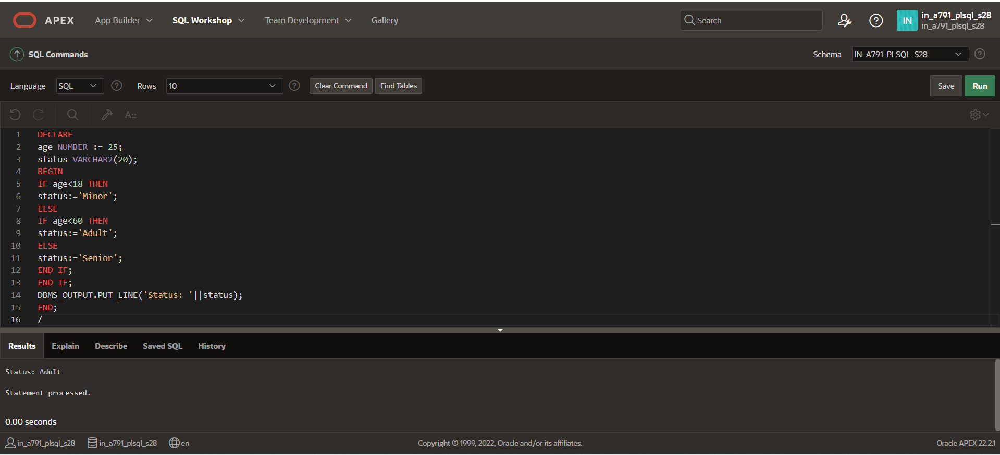 APEX App Builder SQL Workshop Team Development Gallery Search IN in_a791_plsql_s28
in_a791_plsql_s28
SQL Commands Schema IN_A791_PLSQL_S28
Language SQL Rows 10 Clear Command Find Tables Save Run
A::
1 DECLARE
2 age NUMBER := 25;
3 status VARCHAR2(20);
4 BEGIN
5 IF age<18 THEN
6 status:='Minor';
7 ELSE
8 IF age<60 THEN
9 status:='Adult';
10 ELSE
11 status:='Senior';
12 END IF;
13 END IF;
14 DBMS_OUTPUT.PUT_LINE('Status: '||status);
15 END;
16 /
Results Explain Describe Saved SQL History
Status: Adult
Statement processed.
0.00 seconds
in_a791_plsql_s28 in_a791_plsql_s28 en Copyright © 1999, 2022, Oracle and/or its affiliates. Oracle APEX 22.2.1